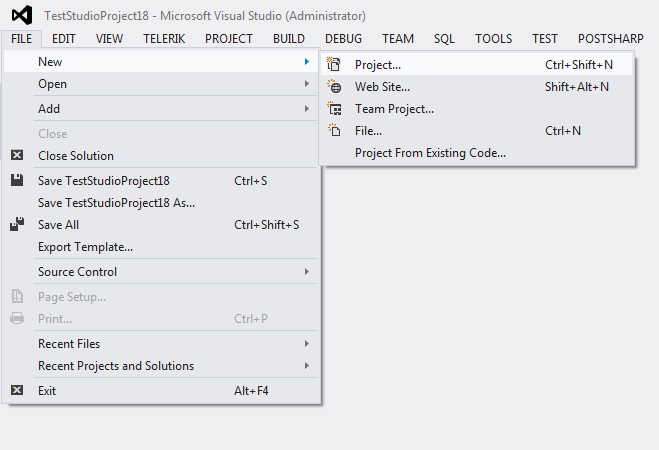 TestStudioProject18 - Microsoft Visual Studio (Administrator)
FILE EDIT VIEW TELERIK PROJECT BUILD DEBUG TEAM SQL TOOLS TEST POSTSHARP
New
Open
Add
Close
Close Solution
Save TestStudioProject18 Ctrl+S
Save TestStudioProject18 As...
Save All Ctrl+Shift+S
Export Template...
Source Control
Page Setup...
Print... Ctrl+P
Recent Files
Recent Projects and Solutions
Exit Alt+F4
Project... Ctrl+Shift+N
Web Site... Shift+Alt+N
Team Project...
File... Ctrl+N
Project From Existing Code...